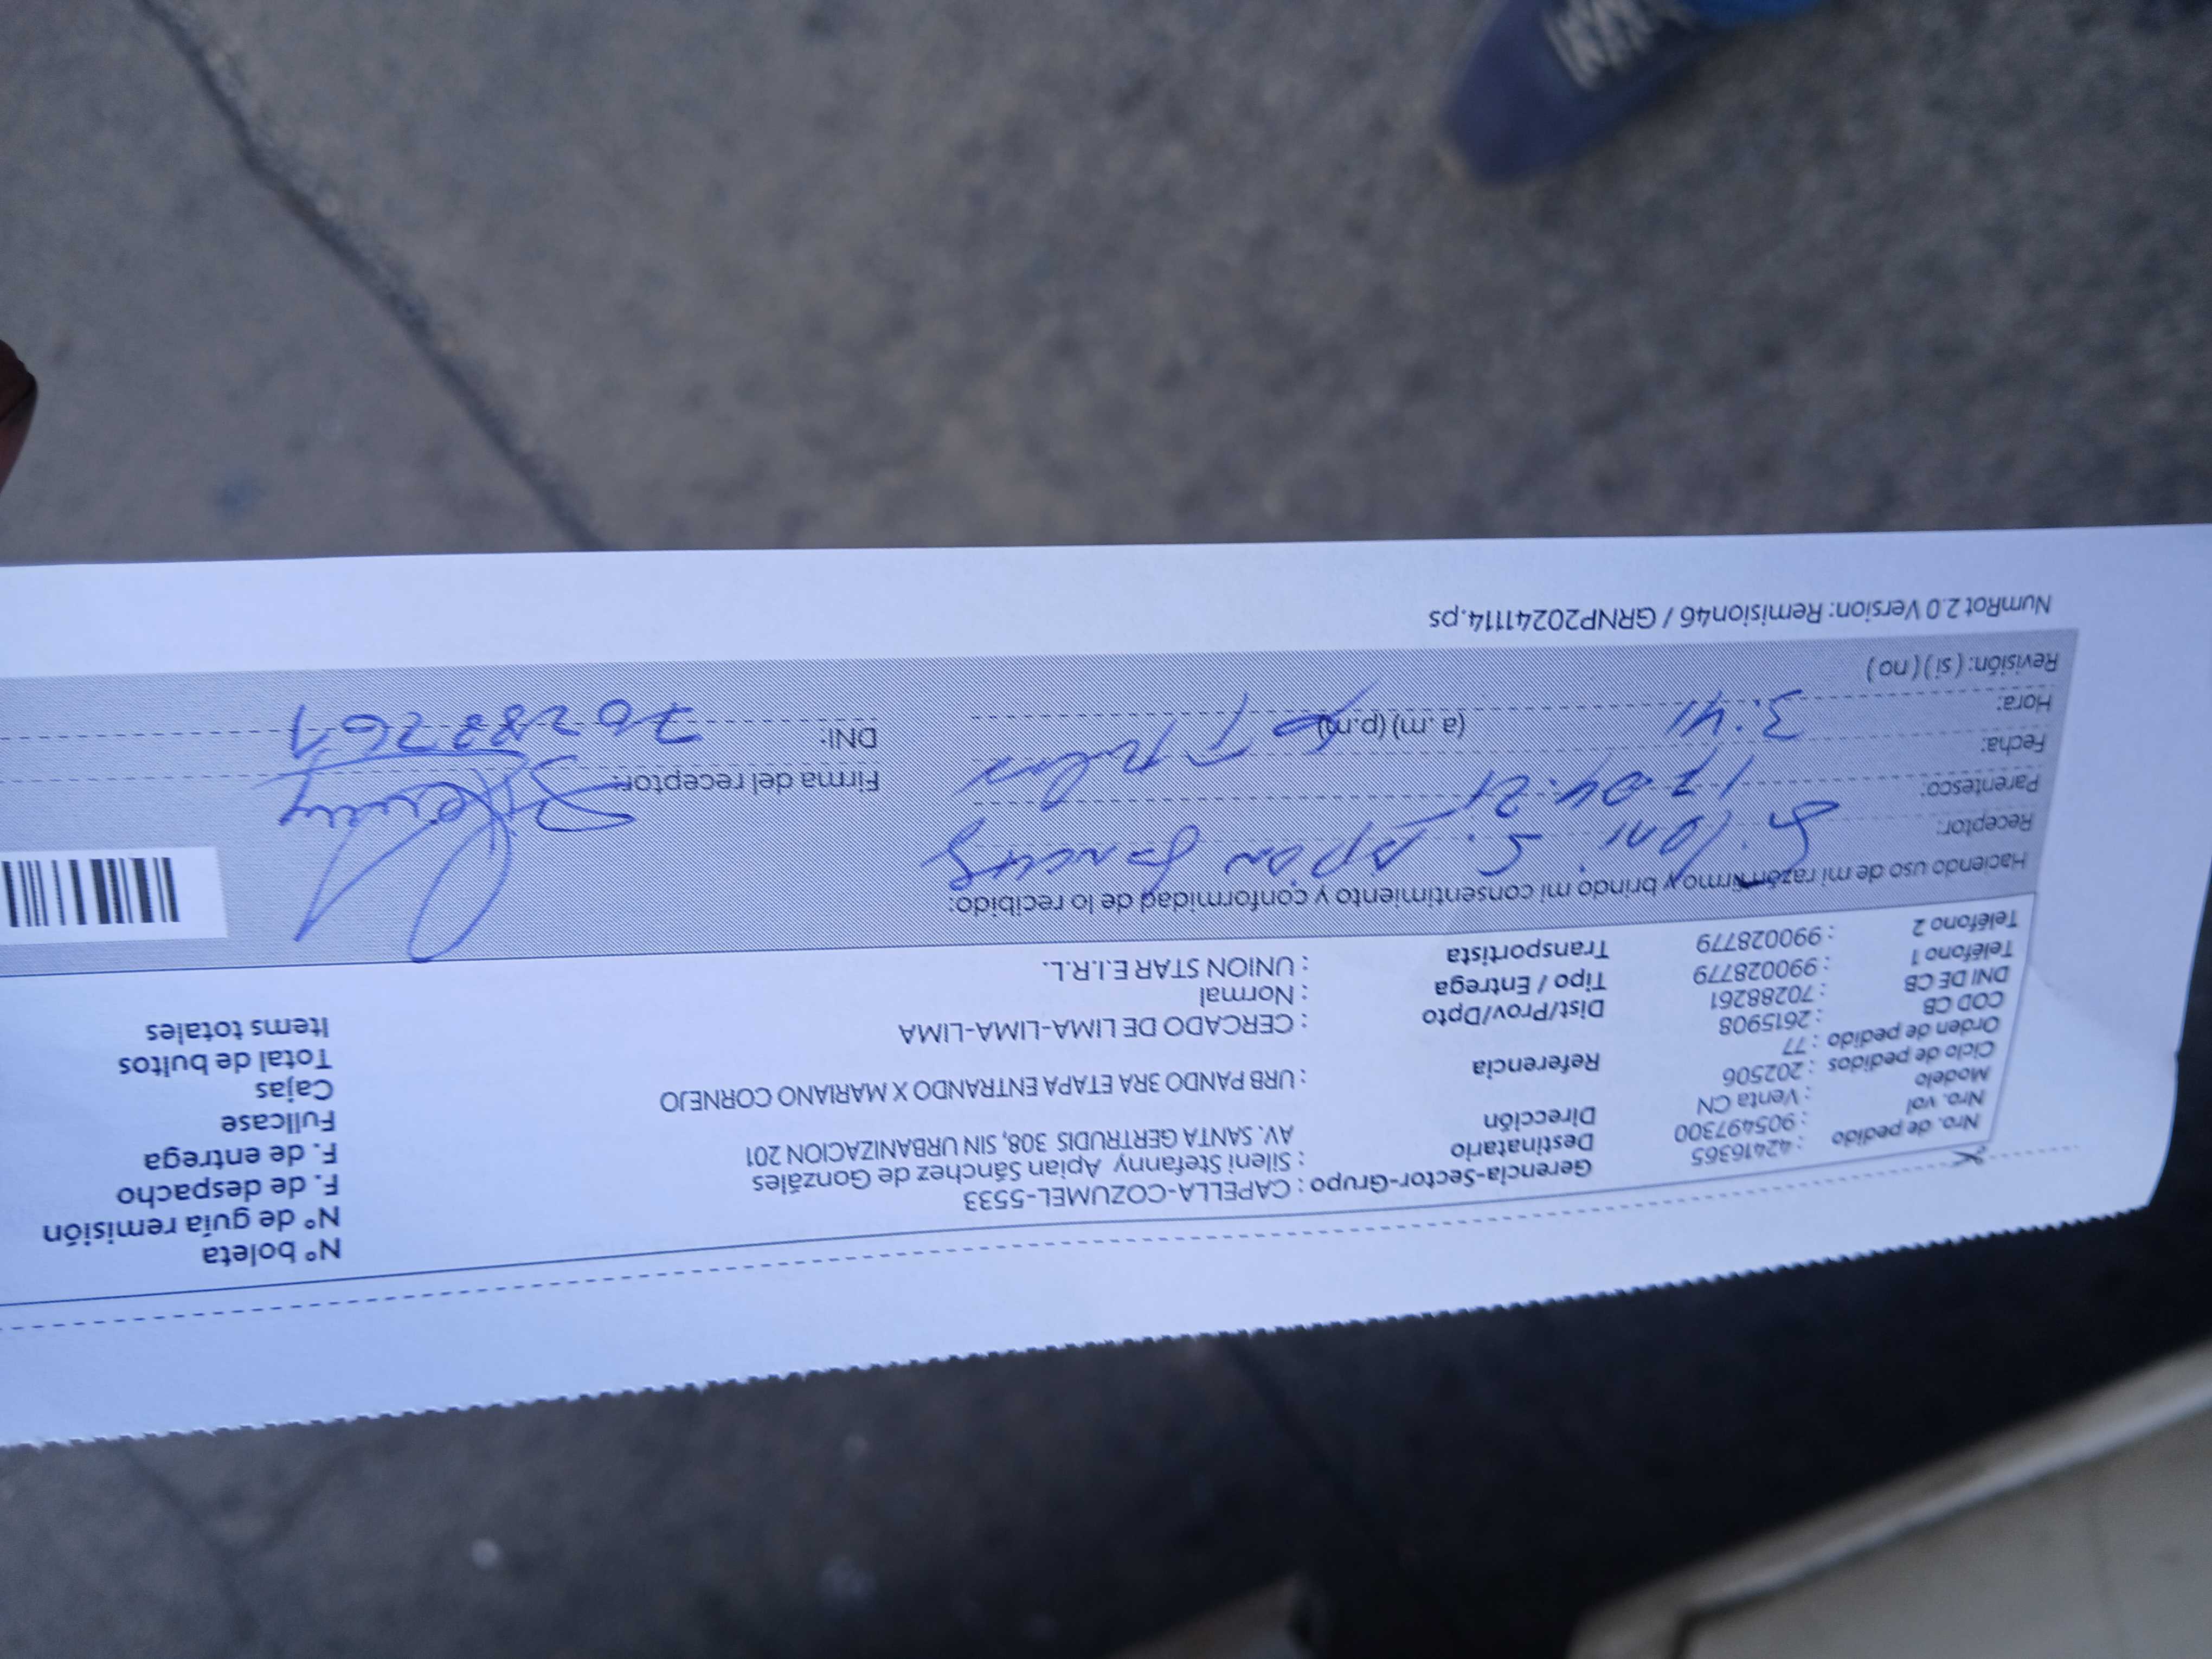 Nro. de pedido : 42416365
Nro. vol : 905497300
Modelo : Venta CN
Ciclo de pedidos : 202506
Orden de pedido : 77
COD CB : 2615908
DNI DE CB : 70288261
Teléfono 1 : 990028779
Teléfono 2 : 990028779
Gerencia-Sector-Grupo : CAPELLA-COZUMEL-5533
Destinatario : Sileni Stefanny Apian Sánchez de Gonzáles
Dirección AV. SANTA GERTRUDIS 308, SIN URBANIZACION 201
Referencia : URB PANDO 3RA ETAPA ENTRANDO X MARIANO CORNEJO
Dist/Prov/Dpto : CERCADO DE LIMA-LIMA-LIMA
Tipo / Entrega : Normal
Transportista : UNION STAR E.I.R.L.
N° boleta
N° de guía remisión
F. de despacho
F. de entrega
Fullcase
Cajas
Total de bultos
Items totales
Haciendo uso de mi razón firmo y brindo mi consentimiento y conformidad de lo recibido:
Receptor: S. Apian
Parentesco:
Fecha: 17.04.21
Hora: 3:41 (a. m) (p.m)
Revisión: ( si ) ( no )
Firma del receptor:
DNI: 70288261
NumRot 2.0 Version: Remision46 / GRNP20241114.ps